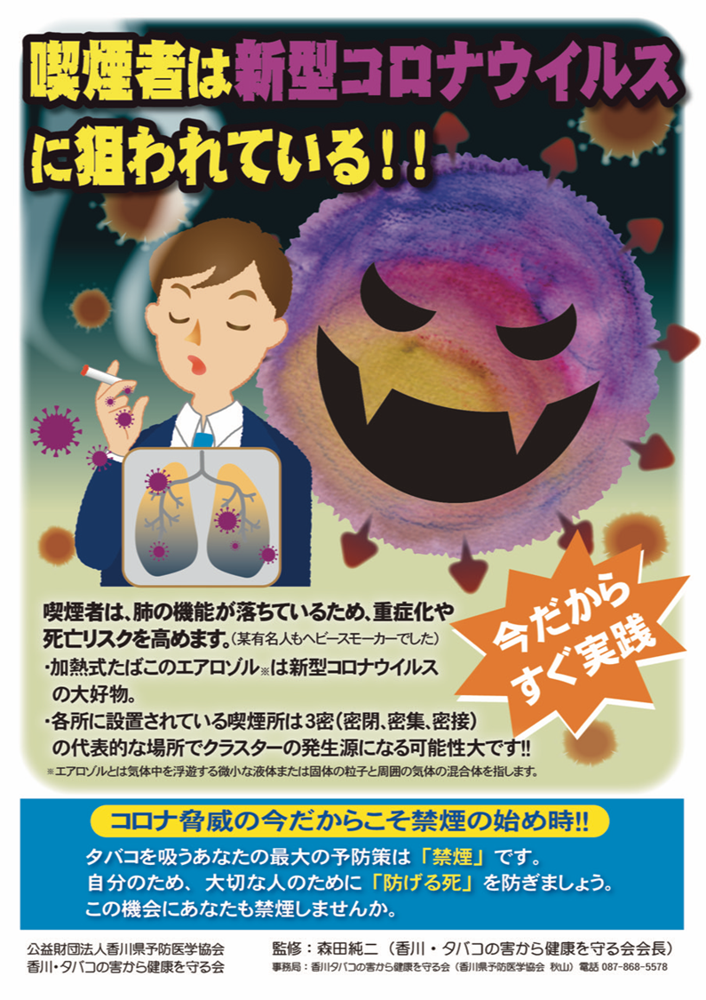 喫煙者は新型コロナウイルス
に狙われている!!
喫煙者は、肺の機能が落ちているため、重症化や
死亡リスクを高めます。(某有名人もヘビースモーカーでした)
・加熱式たばこのエアロゾル※は新型コロナウイルス
の大好物。
・各所に設置されている喫煙所は3密(密閉、密集、密接)
の代表的な場所でクラスターの発生源になる可能性大です!!
※エアロゾルとは気体中を浮遊する微小な液体または固体の粒子と周囲の気体の混合体を指します。
今だから
すぐ実践
コロナ脅威の今だからこそ禁煙の始め時!!
タバコを吸うあなたの最大の予防策は「禁煙」です。
自分のため、大切な人のために「防げる死」を防ぎましょう。
この機会にあなたも禁煙しませんか。
公益財団法人香川県予防医学協会
香川・タバコの害から健康を守る会
監修:森田純二(香川・タバコの害から健康を守る会会長)
事務局:香川タバコの害から健康を守る会(香川県予防医学協会 秋山)電話 087-868-5578